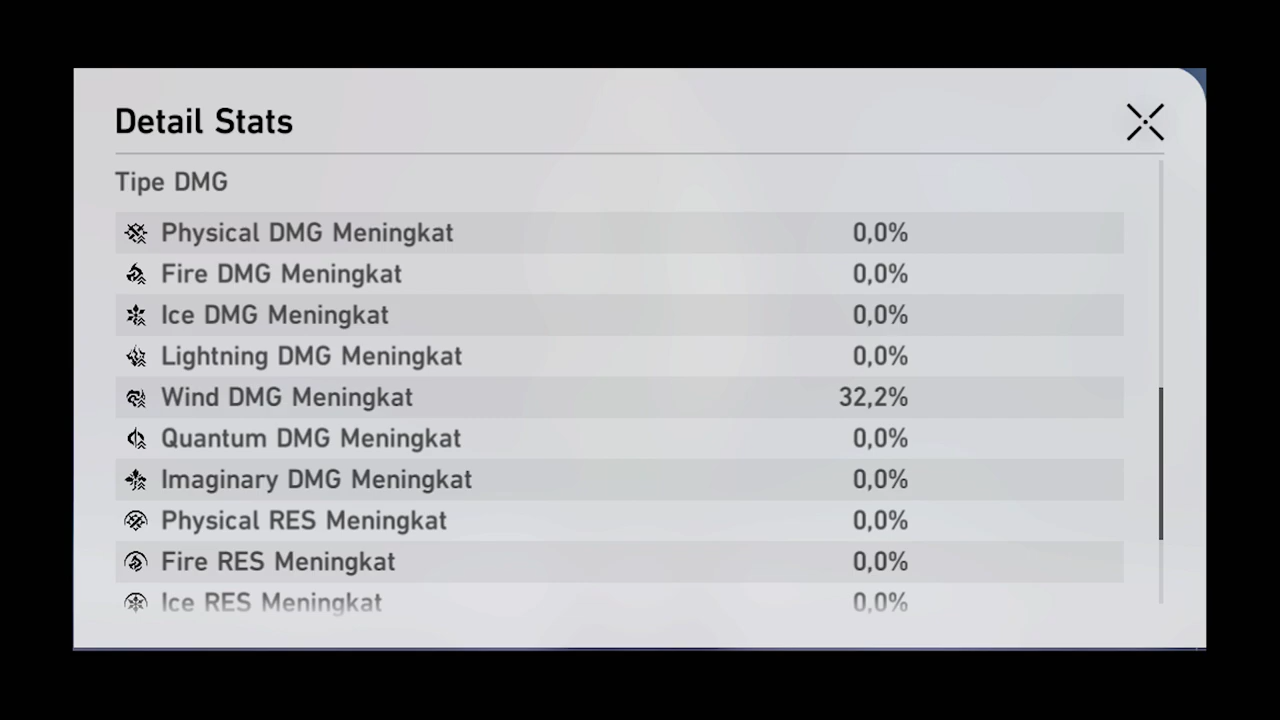 Detail Stats
Tipe DMG
Physical DMG Meningkat 0,0%
Fire DMG Meningkat 0,0%
Ice DMG Meningkat 0,0%
Lightning DMG Meningkat 0,0%
Wind DMG Meningkat 32,2%
Quantum DMG Meningkat 0,0%
Imaginary DMG Meningkat 0,0%
Physical RES Meningkat 0,0%
Fire RES Meningkat 0,0%
Ice RES Meningkat 0,0%